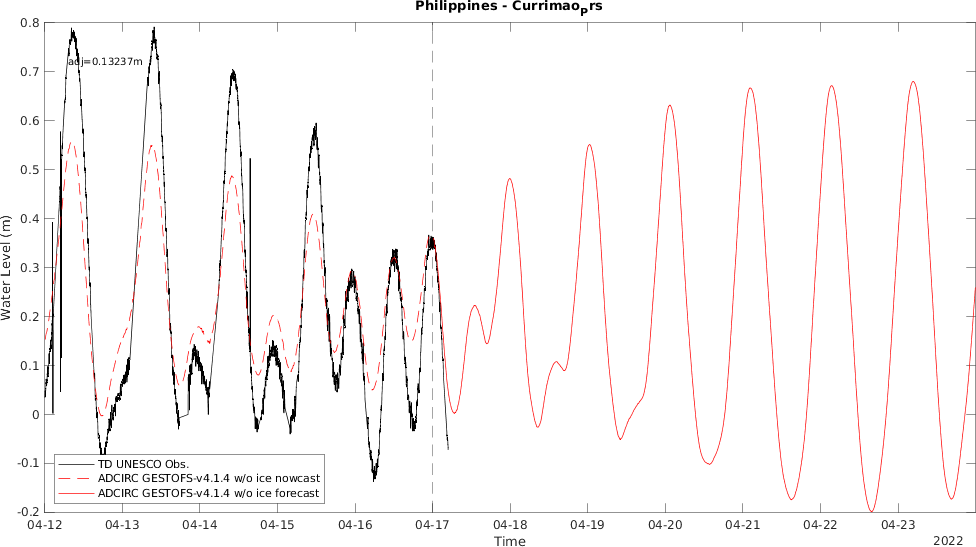 Philippines - Currimaoprs
0.8
0.7
0.6
0.5
0.4
0.3
0.2
0.1
0
-0.1
-0.2
Water Level (m)
adj=0.13237m
TD UNESCO Obs.
ADCIRC GESTOFS-v4.1.4 w/o ice nowcast
ADCIRC GESTOFS-v4.1.4 w/o ice forecast
04-12 04-13 04-14 04-15 04-16 04-17 04-18 04-19 04-20 04-21 04-22 04-23
Time
2022